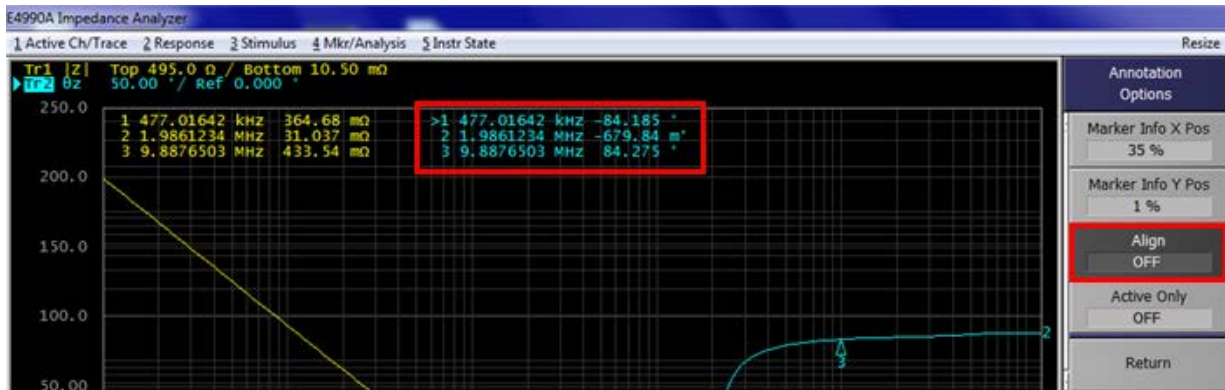 E4990A Impedance Analyzer
1 Active Ch/Trace 2 Response 3 Stimulus 4 Mkr/Analysis 5 Instr State Resize
Tr1 |Z| Top 495.0 Ω / Bottom 10.50 mΩ
Tr2 θz 50.00 °/ Ref 0.000 °
250.0
1 477.01642 kHz 364.68 mΩ
2 1.9861234 MHz 31.037 mΩ
3 9.8876503 MHz 433.54 mΩ
>1 477.01642 kHz -84.185 °
2 1.9861234 MHz -679.84 m°
3 9.8876503 MHz 84.275 °
200.0
150.0
100.0
50.00
2
3
Annotation
Options
Marker Info X Pos
35 %
Marker Info Y Pos
1 %
Align
OFF
Active Only
OFF
Return